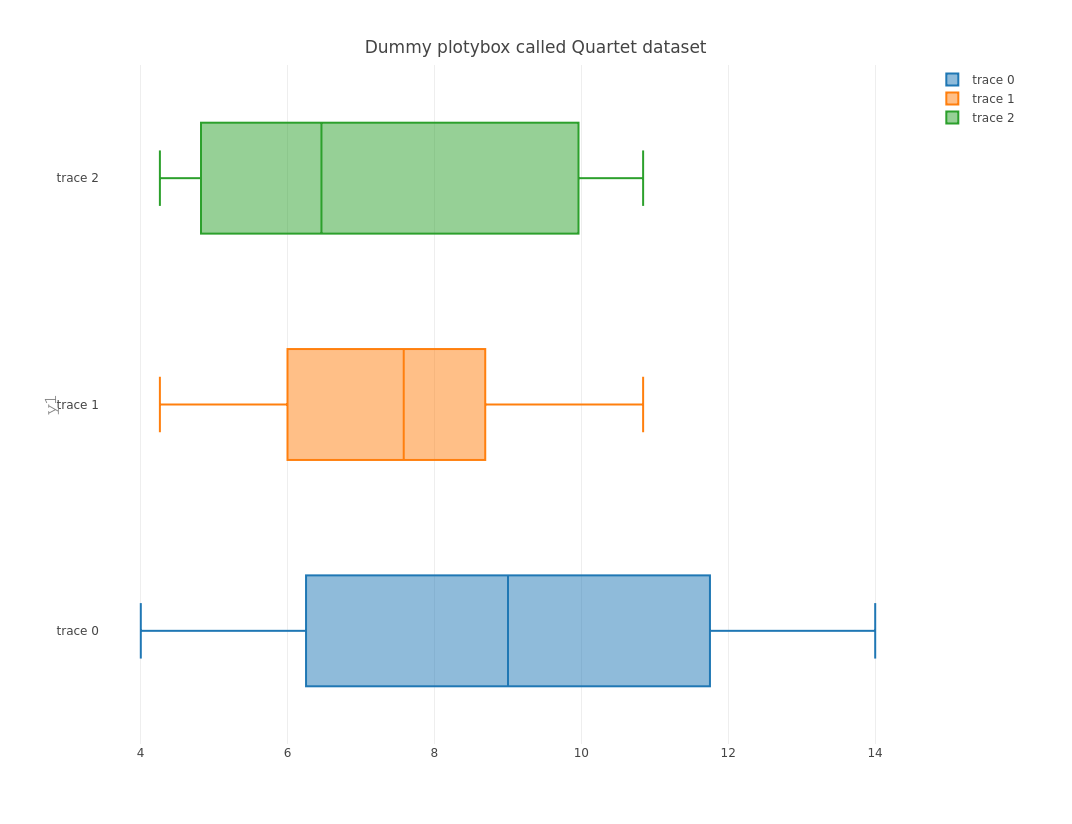 Dummy plotybox called Quartet dataset
trace 0
trace 1
trace 2
trace 2
y1
trace 1
trace 0
4 6 8 10 12 14